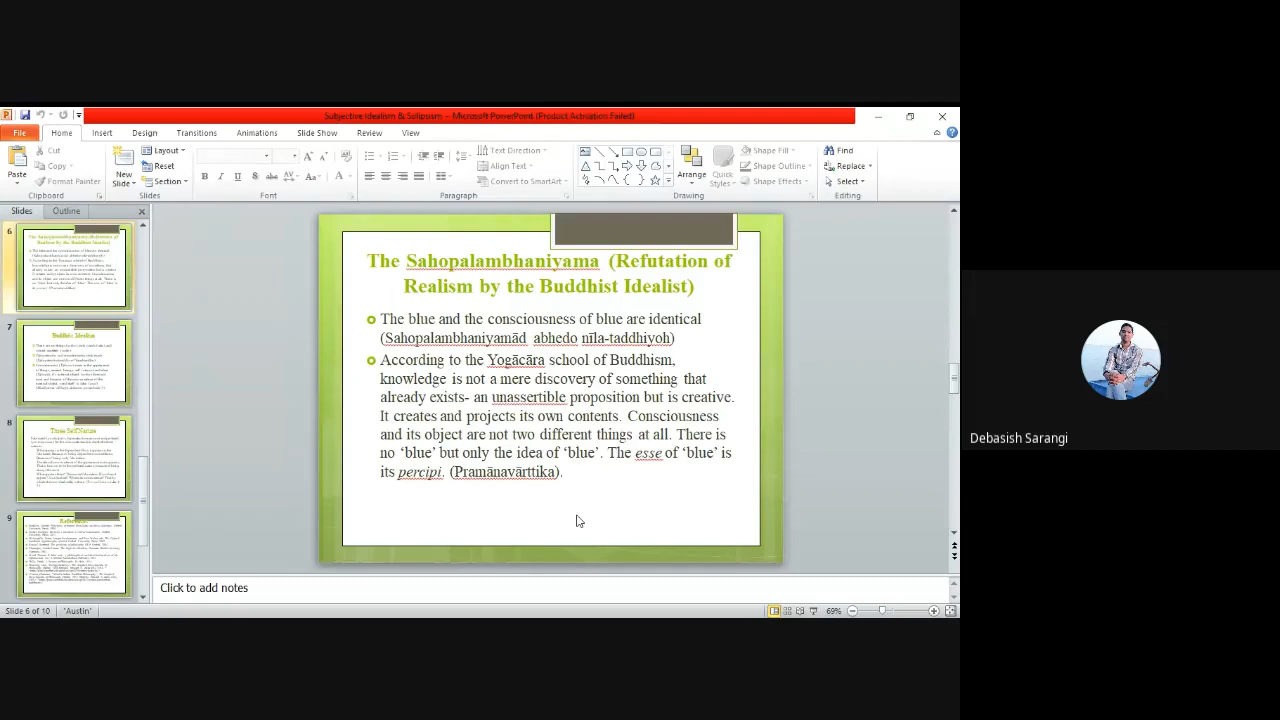 Subjective Idealism & Solipsism - Microsoft PowerPoint (Product Activation Failed)
File Home Insert Design Transitions Animations Slide Show Review View
Paste
Cut
Copy
Format Painter
Clipboard
New Slide
Layout
Reset
Section
Slides
Font
Paragraph
Text Direction
Align Text
Convert to SmartArt
Arrange
Quick Styles
Shape Fill
Shape Outline
Shape Effects
Drawing
Find
Replace
Select
Editing
Slides Outline
6
7
Buddhist Idealism
8
Three Self Nature
9
References
The Sahopalambhaniyama (Refutation of
Realism by the Buddhist Idealist)
The blue and the consciousness of blue are identical
According to the
school of Buddhism,
knowledge is not a mere discovery of something that
already exists- an unassertible proposition but is creative.
It creates and projects its own contents. Consciousness
and its object are not two different things at all. There is
no ‘blue’ but only the idea of ‘blue’. The esse of ‘blue’ is
its percipi. (Pramāṇavārttika).
Click to add notes
Slide 6 of 10 'Austin' 69%
Debasish Sarangi